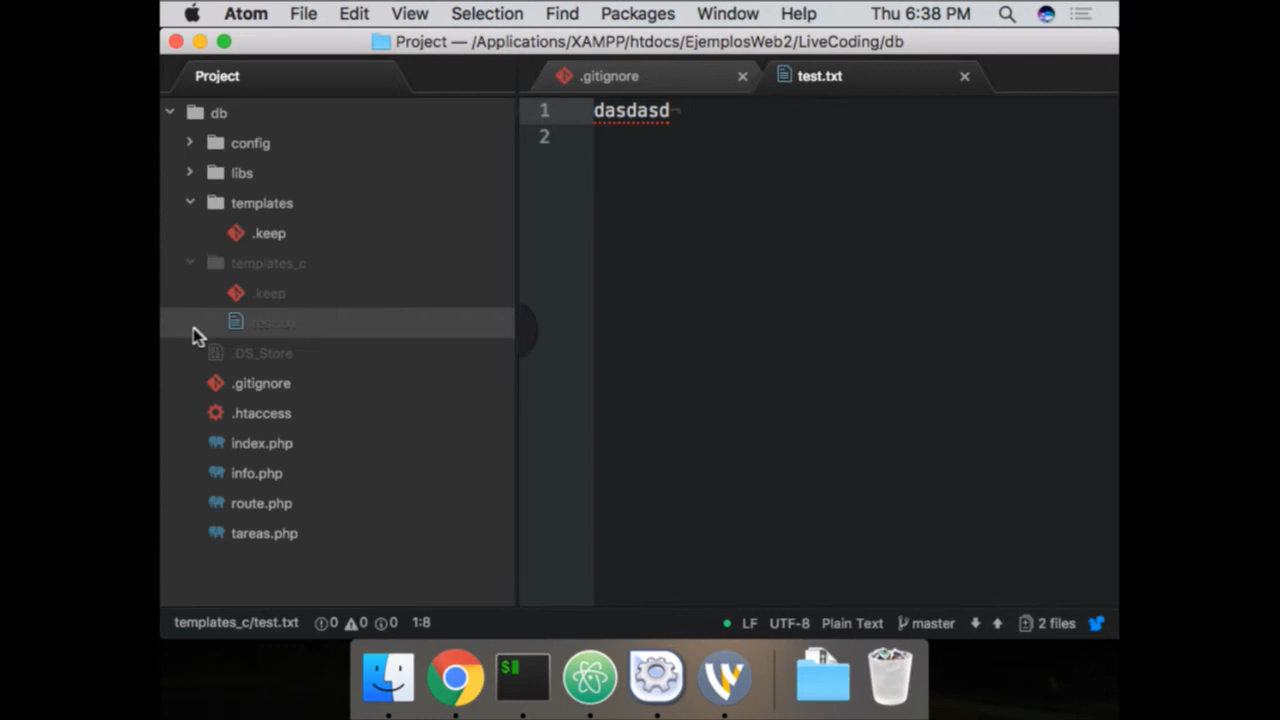 Atom File Edit View Selection Find Packages Window Help Thu 6:38 PM
Project — /Applications/XAMPP/htdocs/EjemplosWeb2/LiveCoding/db
Project .gitignore test.txt
db
config
libs
templates
.keep
templates_c
.keep
test.txt
.DS_Store
.gitignore
.htaccess
index.php
info.php
route.php
tareas.php
1 dasdasd
2
templates_c/test.txt 0 0 0 1:8 LF UTF-8 Plain Text master 2 files
$